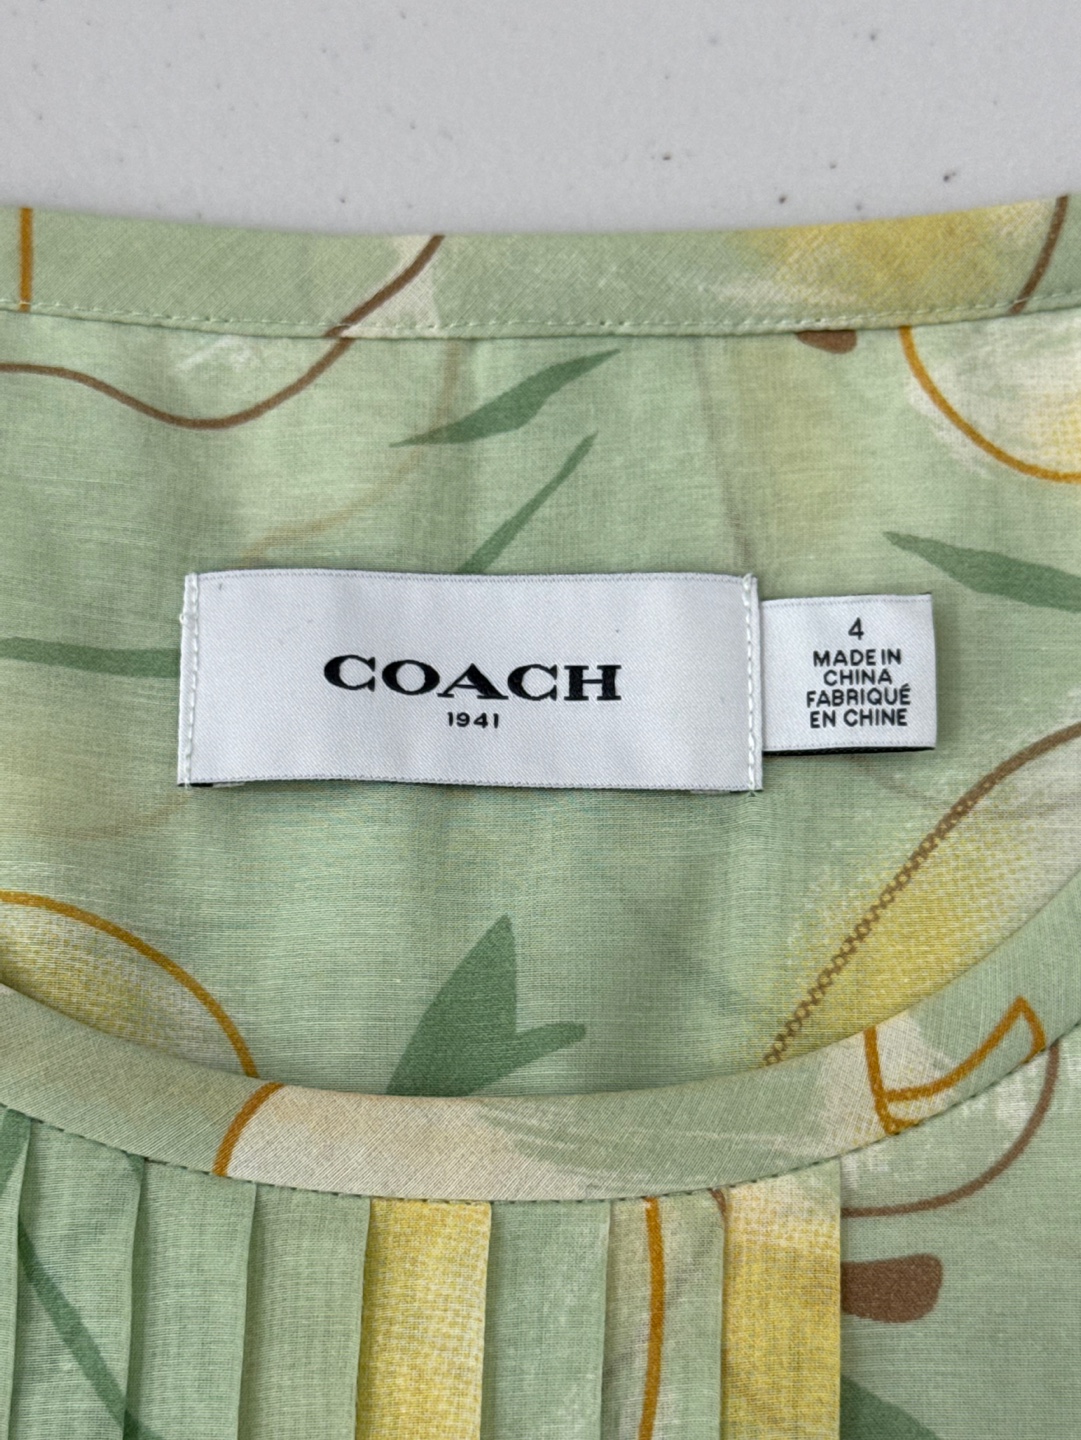 COACH
1941
4
MADE IN
CHINA
FABRIQUÉ
EN CHINE